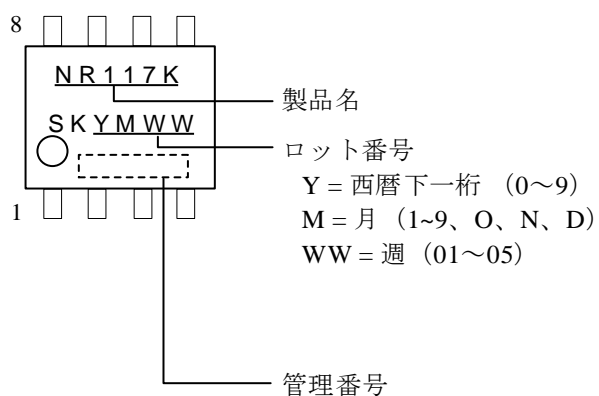 8
NR117K
製品名
SKYMWW
ロット番号
Y = 西暦下一桁 （0～9）
M = 月 （1~9、O、N、D）
WW = 週 （01～05）
1
管理番号